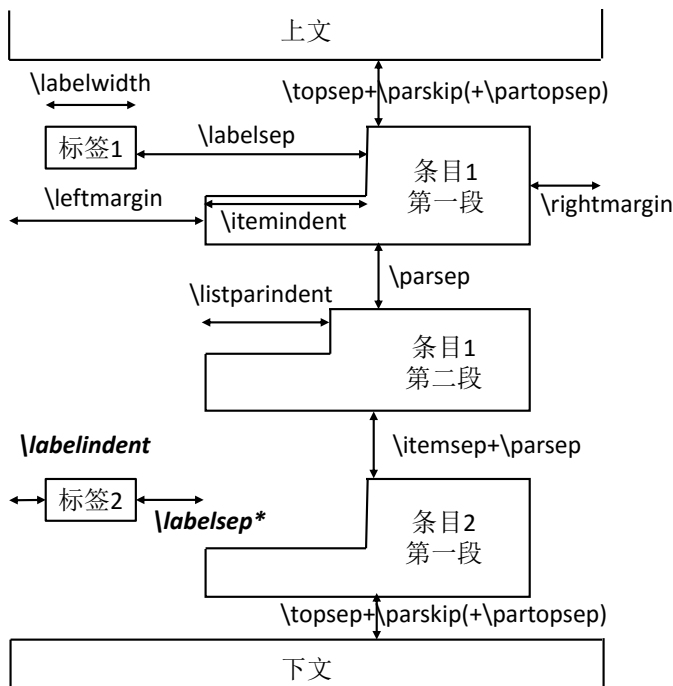 上文
\labelwidth
\topsep+\parskip(+\partopsep)
标签1
\labelsep
条目1
第一段
\leftmargin
\itemindent
\rightmargin
\parsep
\listparindent
条目1
第二段
\labelindent
\itemsep+\parsep
标签2
\labelsep*
条目2
第一段
\topsep+\parskip(+\partopsep)
下文